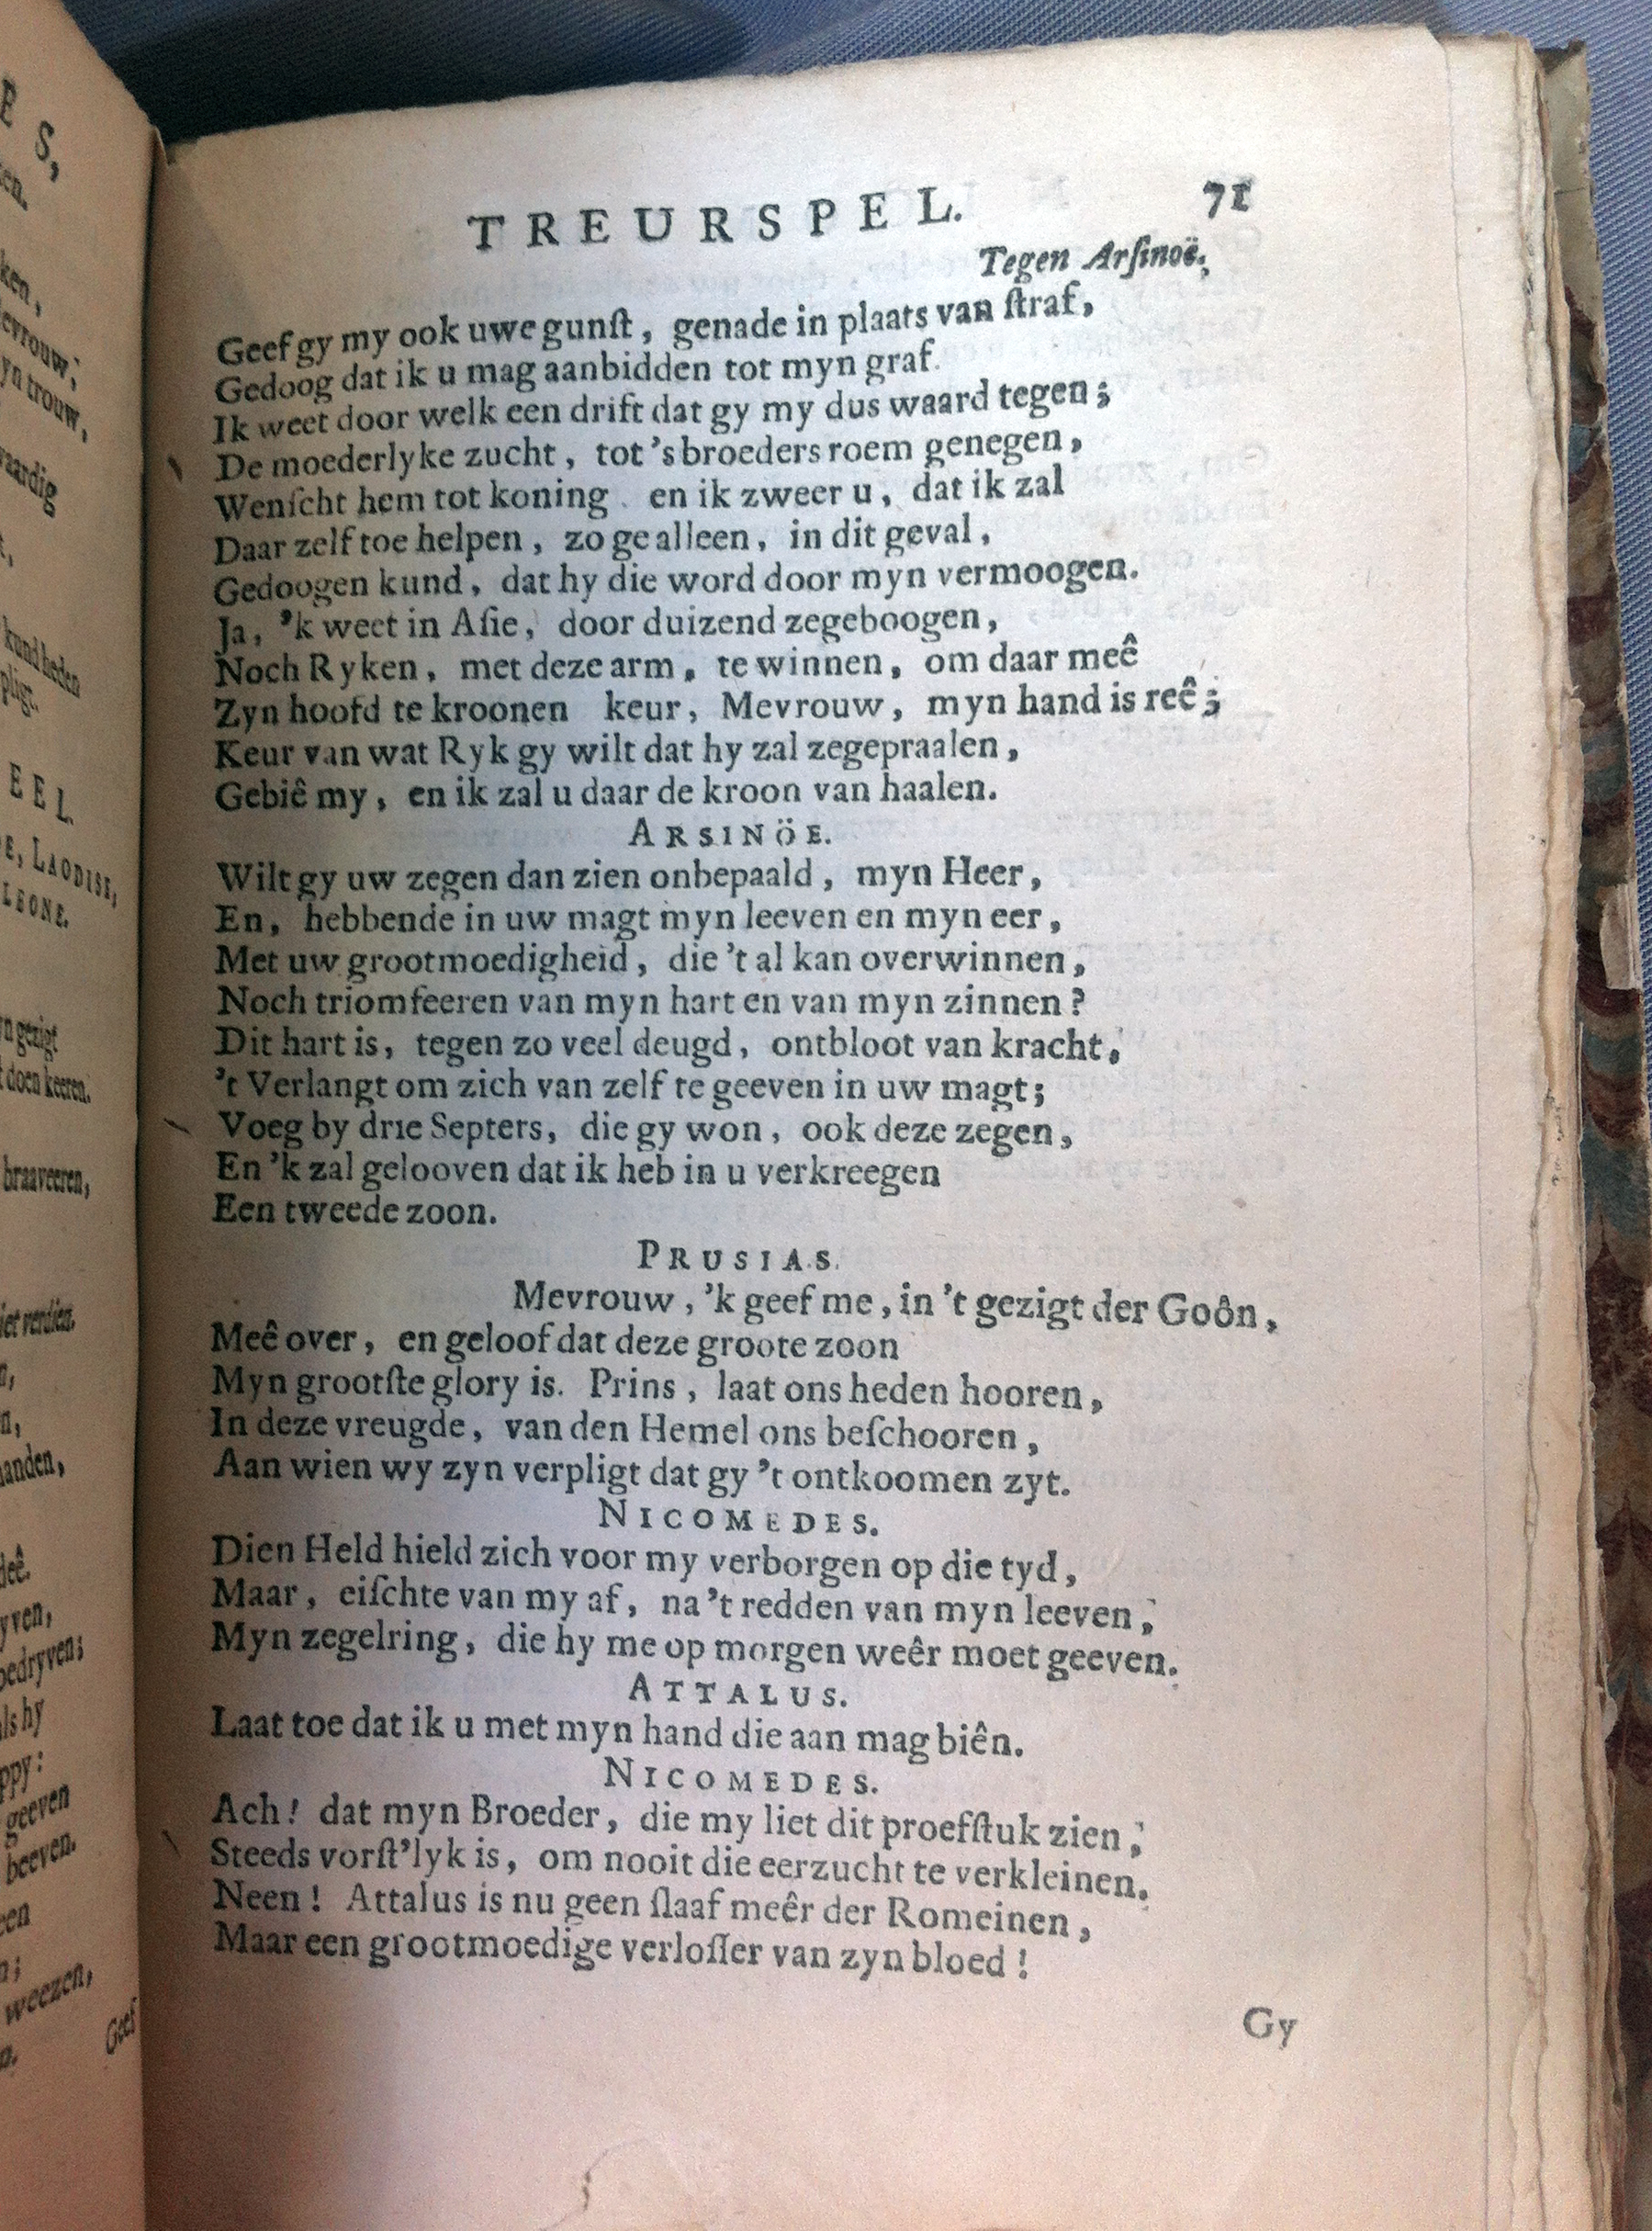 TREURSPEL. 71
Tegen Arſinoë.
Geef gy my ook uwe gunſt, genade in plaats van ſtraf,
Gedoog dat ik u mag aanbidden tot myn graf.
Ik weet door welk een drift dat gy my dus waard tegen;
De moederlyke zucht, tot 's broeders roem genegen,
Wenſcht hem tot koning en ik zweer u, dat ik zal
Daar zelf toe helpen, zo ge alleen, in dit geval,
Gedoogen kund, dat hy die word door myn vermoogen.
Ja, 'k weet in Aſie, door duizend zegeboogen,
Noch Ryken, met deze arm, te winnen, om daar meê
Zyn hoofd te kroonen keur, Mevrouw, myn hand is reê;
Keur van wat Ryk gy wilt dat hy zal zegepraalen,
Gebiê my, en ik zal u daar de kroon van haalen.
ARSINÖE.
Wilt gy uw zegen dan zien onbepaald, myn Heer,
En, hebbende in uw magt myn leeven en myn eer,
Met uw grootmoedigheid, die 't al kan overwinnen,
Noch triomfeeren van myn hart en van myn zinnen?
Dit hart is, tegen zo veel deugd, ontbloot van kracht,
't Verlangt om zich van zelf te geeven in uw magt;
Voeg by drie Septers, die gy won, ook deze zegen,
En 'k zal gelooven dat ik heb in u verkreegen
Een tweede zoon.
PRUSIAS.
Mevrouw, 'k geef me, in 't gezigt der Goôn,
Meê over, en geloof dat deze groote zoon
Myn grootſte glory is. Prins, laat ons heden hooren,
In deze vreugde, van den Hemel ons beſchooren,
Aan wien wy zyn verpligt dat gy 't ontkoomen zyt.
NICOMEDES.
Dien Held hield zich voor my verborgen op die tyd,
Maar, eiſchte van my af, na 't redden van myn leeven,
Myn zegelring, die hy me op morgen weêr moet geeven.
ATTALUS.
Laat toe dat ik u met myn hand die aan mag biên.
NICOMEDES.
Ach! dat myn Broeder, die my liet dit proefſtuk zien,
Steeds vorſt'lyk is, om nooit die eerzucht te verkleinen.
Neen! Attalus is nu geen ſlaaf meêr der Romeinen,
Maar een grootmoedige verloſſer van zyn bloed!
Gy